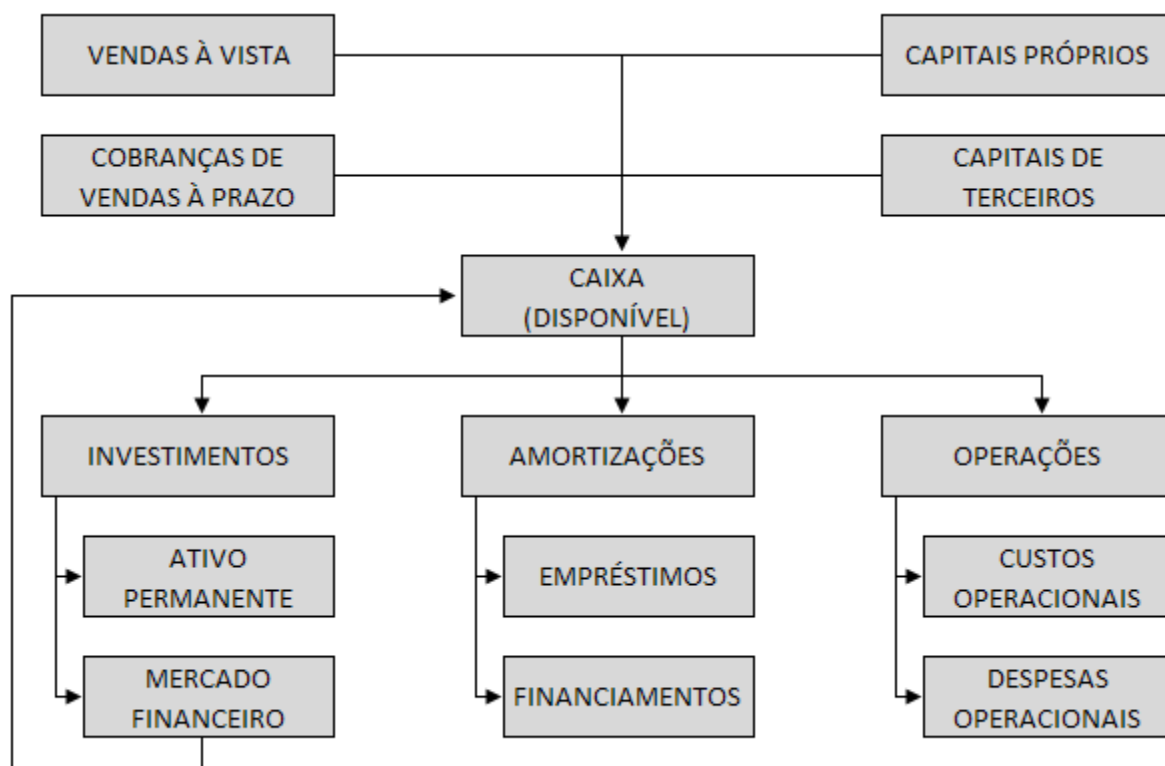 VENDAS À VISTA
CAPITAIS PRÓPRIOS
COBRANÇAS DE
VENDAS À PRAZO
CAPITAIS DE
TERCEIROS
CAIXA
(DISPONÍVEL)
INVESTIMENTOS
AMORTIZAÇÕES
OPERAÇÕES
ATIVO
PERMANENTE
EMPRÉSTIMOS
CUSTOS
OPERACIONAIS
MERCADO
FINANCEIRO
FINANCIAMENTOS
DESPESAS
OPERACIONAIS